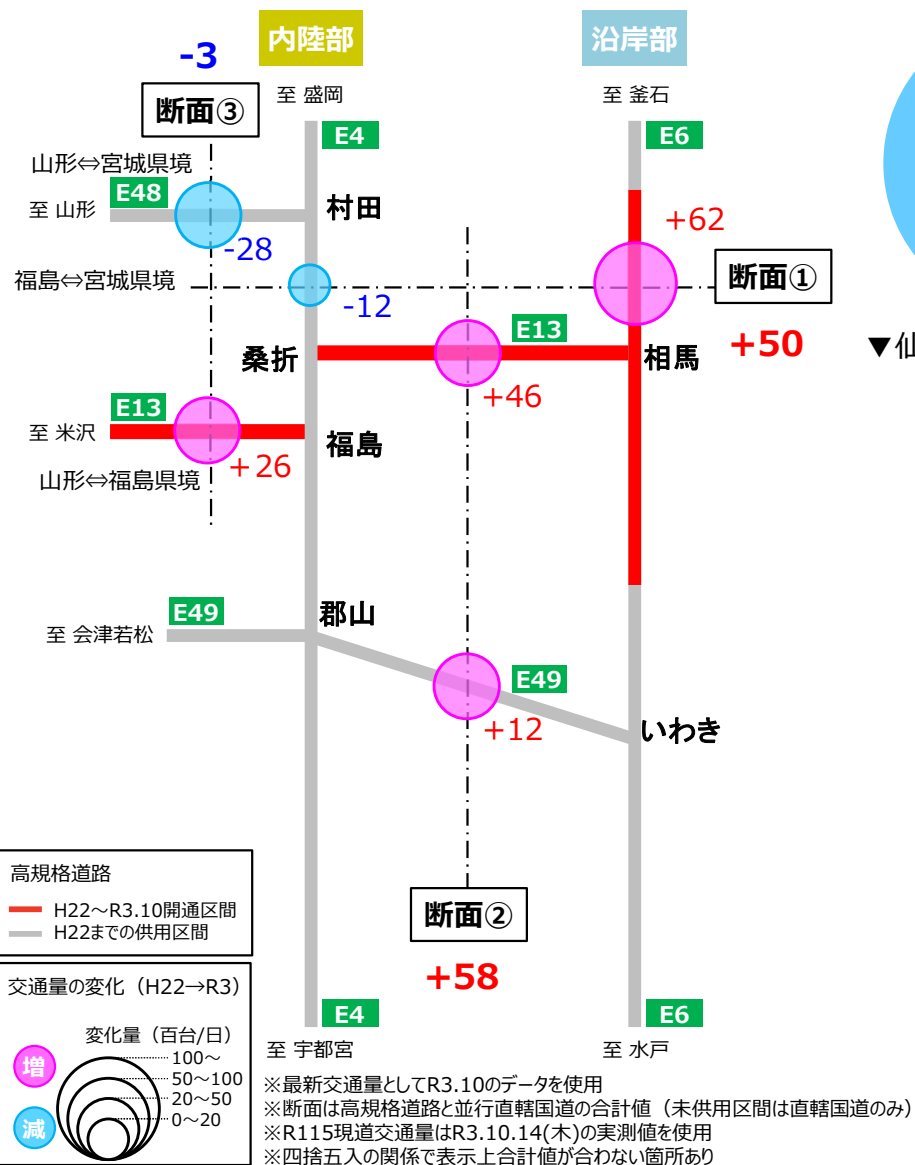 内陸部
沿岸部
-3
断面③
至 盛岡
至 釜石
E4
E6
山形⇔宮城県境
E48
至 山形
村田
+62
-28
福島⇔宮城県境
断面①
-12
E13
+50
▼仙
桑折
相馬
+46
E13
至 米沢
福島
+26
山形⇔福島県境
E49
郡山
至 会津若松
E49
+12
いわき
高規格道路
H22～R3.10開通区間
H22までの供用区間
断面②
+58
交通量の変化（H22→R3）
変化量（百台/日）
100～
50～100
20～50
0～20
増
減
E4
E6
至 宇都宮
至 水戸
※最新交通量としてR3.10のデータを使用
※断面は高規格道路と並行直轄国道の合計値（未供用区間は直轄国道のみ）
※R115現道交通量はR3.10.14(木)の実測値を使用
※四捨五入の関係で表示上合計値が合わない箇所あり